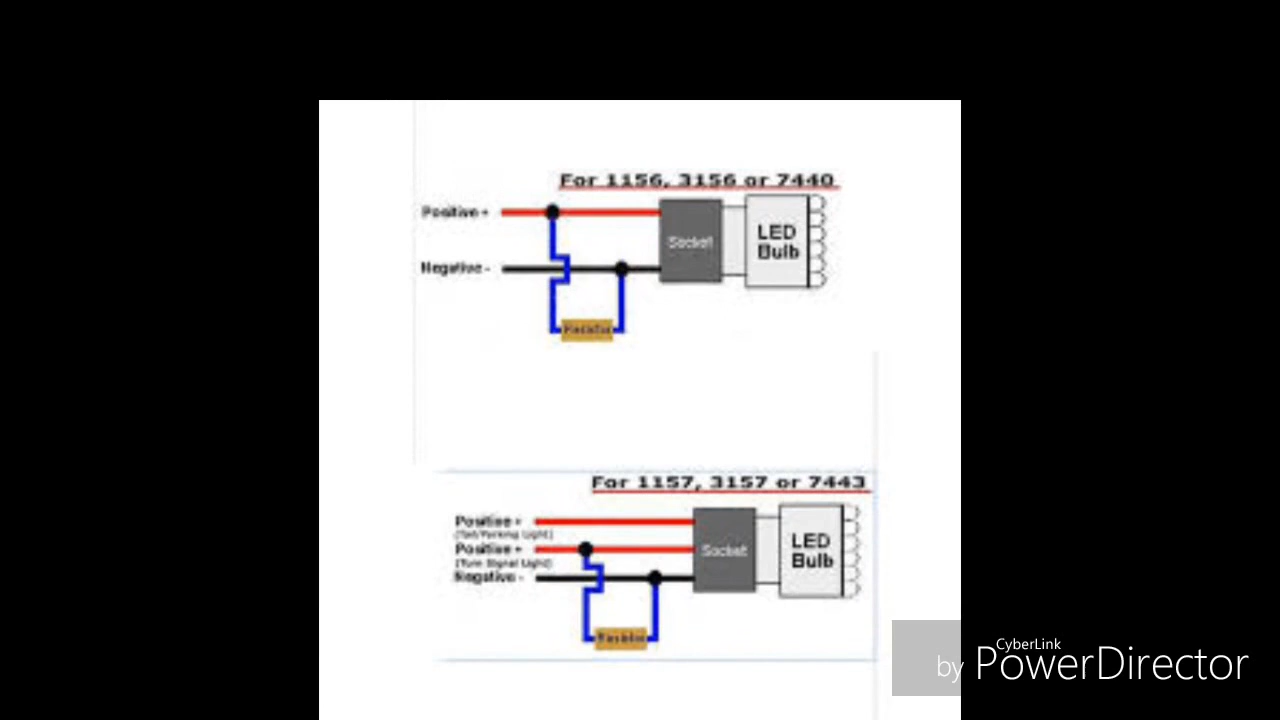 For 1156, 3156 or 7440
Positive +
Negative -
Socket
LED
Bulb
Resistor
For 1157, 3157 or 7443
Positive +
(Tail/Parking Light)
Positive +
(Turn Signal Light)
Negative -
Socket
LED
Bulb
Resistor
CyberLink
by PowerDirector